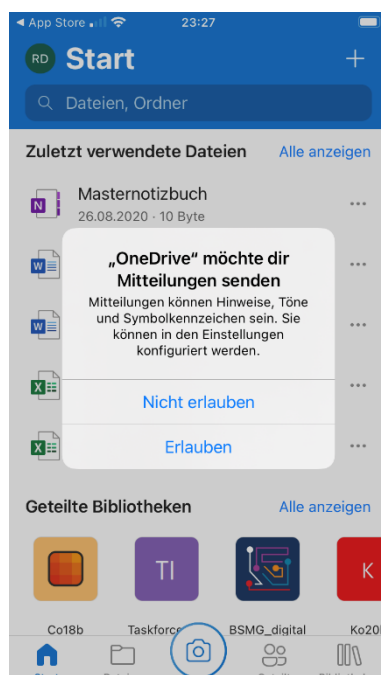 App Store 23:27
RD Start
Dateien, Ordner
Zuletzt verwendete Dateien Alle anzeigen
Masternotizbuch
26.08.2020 · 10 Byte
„OneDrive“ möchte dir
Mitteilungen senden
Mitteilungen können Hinweise, Töne
und Symbolkennzeichen sein. Sie
können in den Einstellungen
konfiguriert werden.
Nicht erlauben
Erlauben
Geteilte Bibliotheken Alle anzeigen
TI K
Co18b Taskforce BSMG_digital